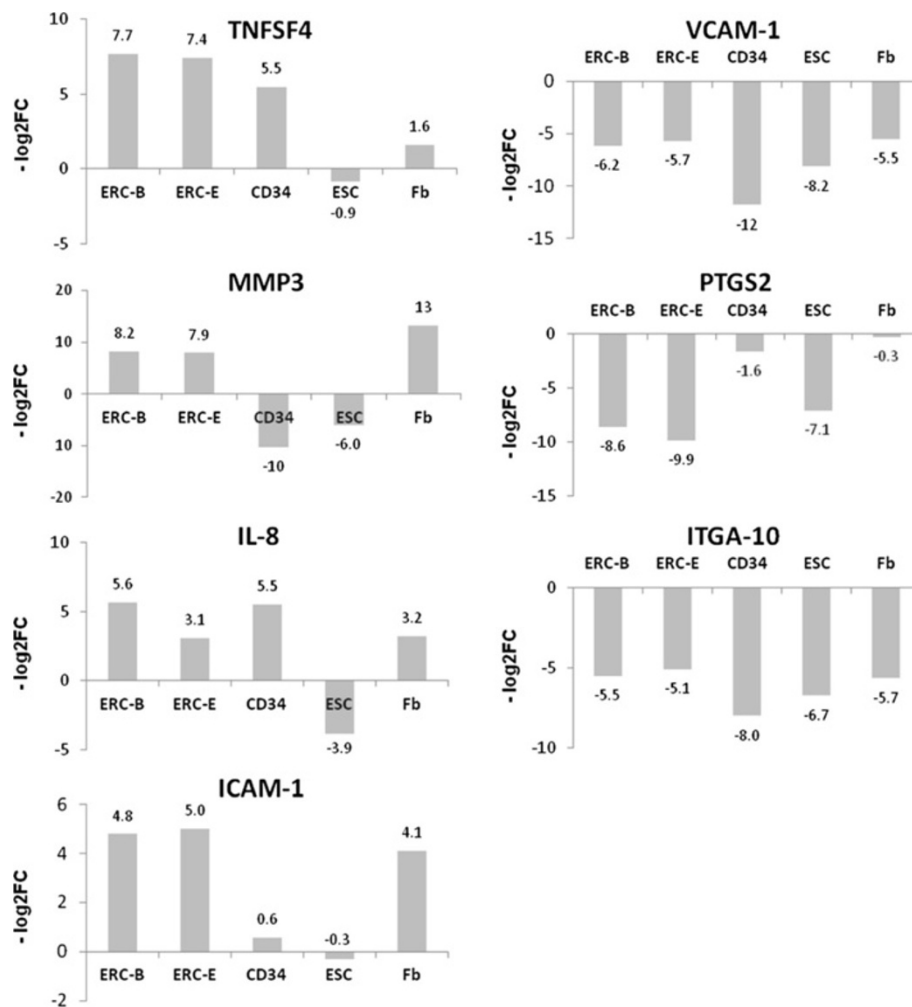 TNFSF4
- log2FC
10
5
0
-5
7.7 7.4 5.5 -0.9 1.6
ERC-B ERC-E CD34 ESC Fb
VCAM-1
ERC-B ERC-E CD34 ESC Fb
- log2FC
0
-5
-10
-15
-6.2 -5.7 -12 -8.2 -5.5
MMP3
- log2FC
20
10
0
10
-20
8.2 7.9 -10 -6.0 13
ERC-B ERC-E CD34 ESC Fb
PTGS2
ERC-B ERC-E CD34 ESC Fb
- log2FC
0
-5
-10
-15
-8.6 -9.9 -1.6 -7.1 -0.3
IL-8
- log2FC
10
5
0
-5
5.6 3.1 5.5 -3.9 3.2
ERC-B ERC-E CD34 ESC Fb
ITGA-10
ERC-B ERC-E CD34 ESC Fb
-log2FC
0
-5
-10
-5.5 -5.1 -8.0 -6.7 -5.7
ICAM-1
- log2FC
6
4
2
0
-2
4.8 5.0 0.6 -0.3 4.1
ERC-B ERC-E CD34 ESC Fb